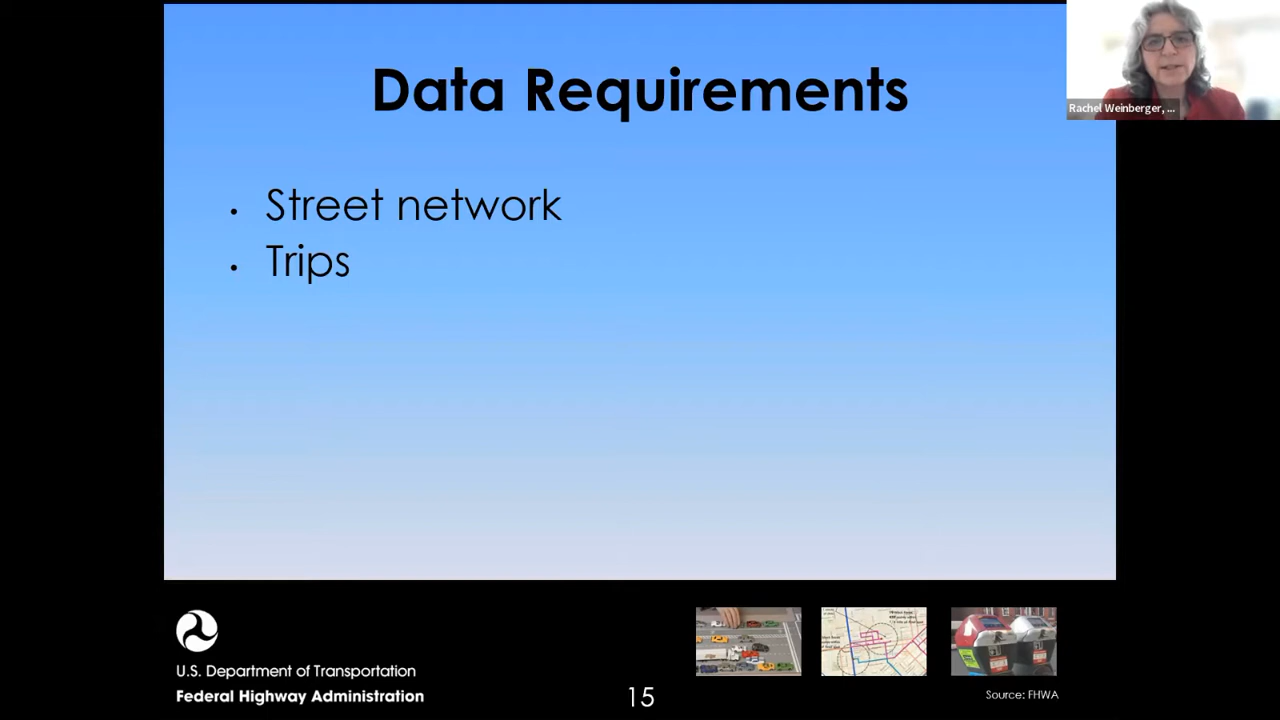 Data Requirements
Rachel Weinberger, ...
• Street network
• Trips
U.S. Department of Transportation
Federal Highway Administration
15
Source: FHWA